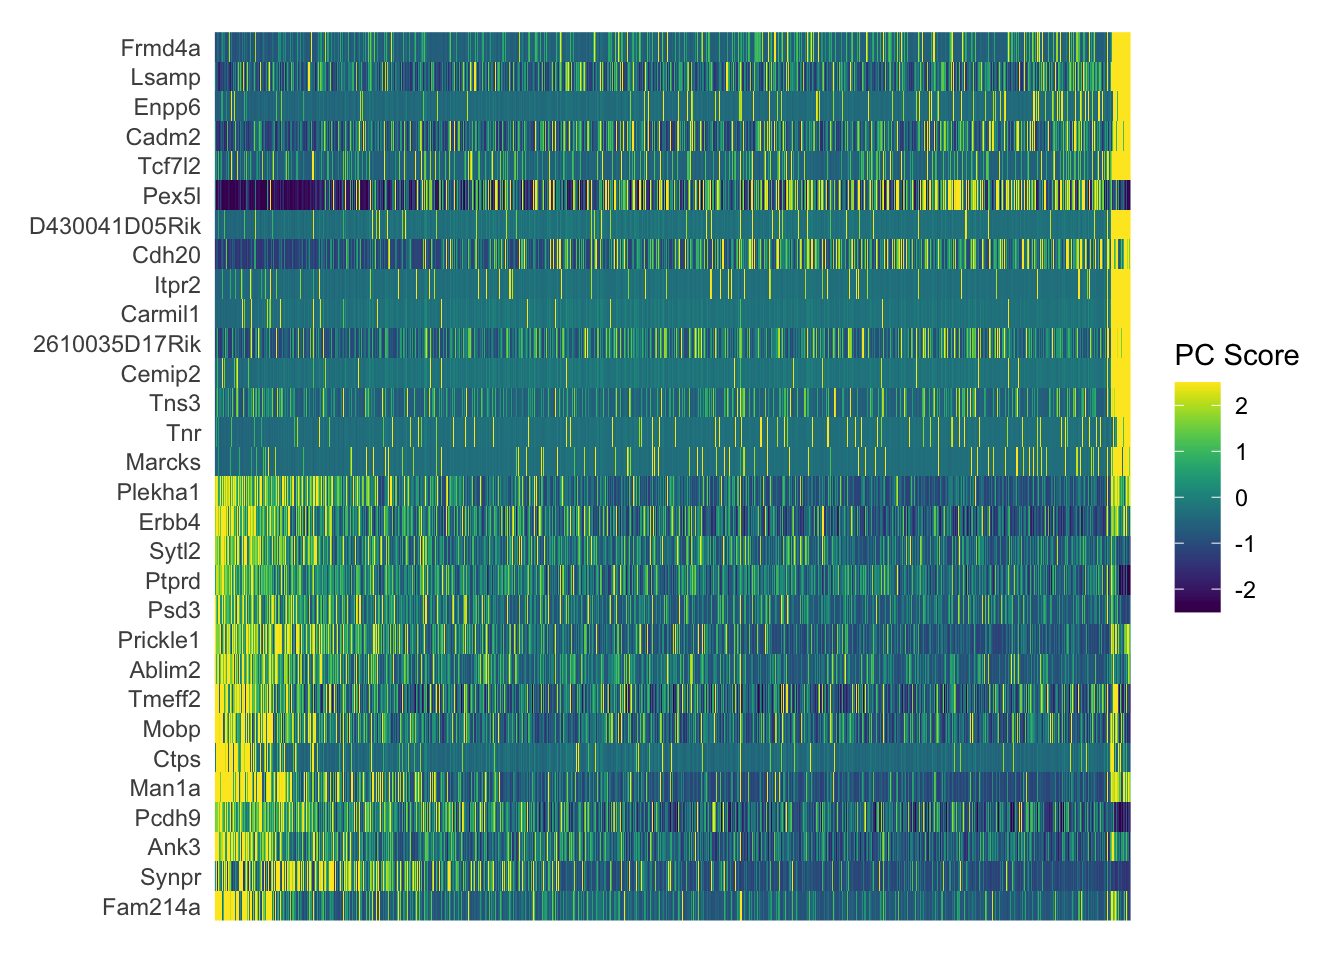 Frmd4a
Lsamp
Enpp6
Cadm2
Tcf7l2
Pex5l
D430041D05Rik
Cdh20
Itpr2
Carmil1
2610035D17Rik
Cemip2
Tns3
Tnr
Marcks
Plekha1
Erbb4
Sytl2
Ptprd
Psd3
Prickle1
Ablim2
Tmeff2
Mobp
Ctps
Man1a
Pcdh9
Ank3
Synpr
Fam214a
PC Score
2
1
0
-1
-2